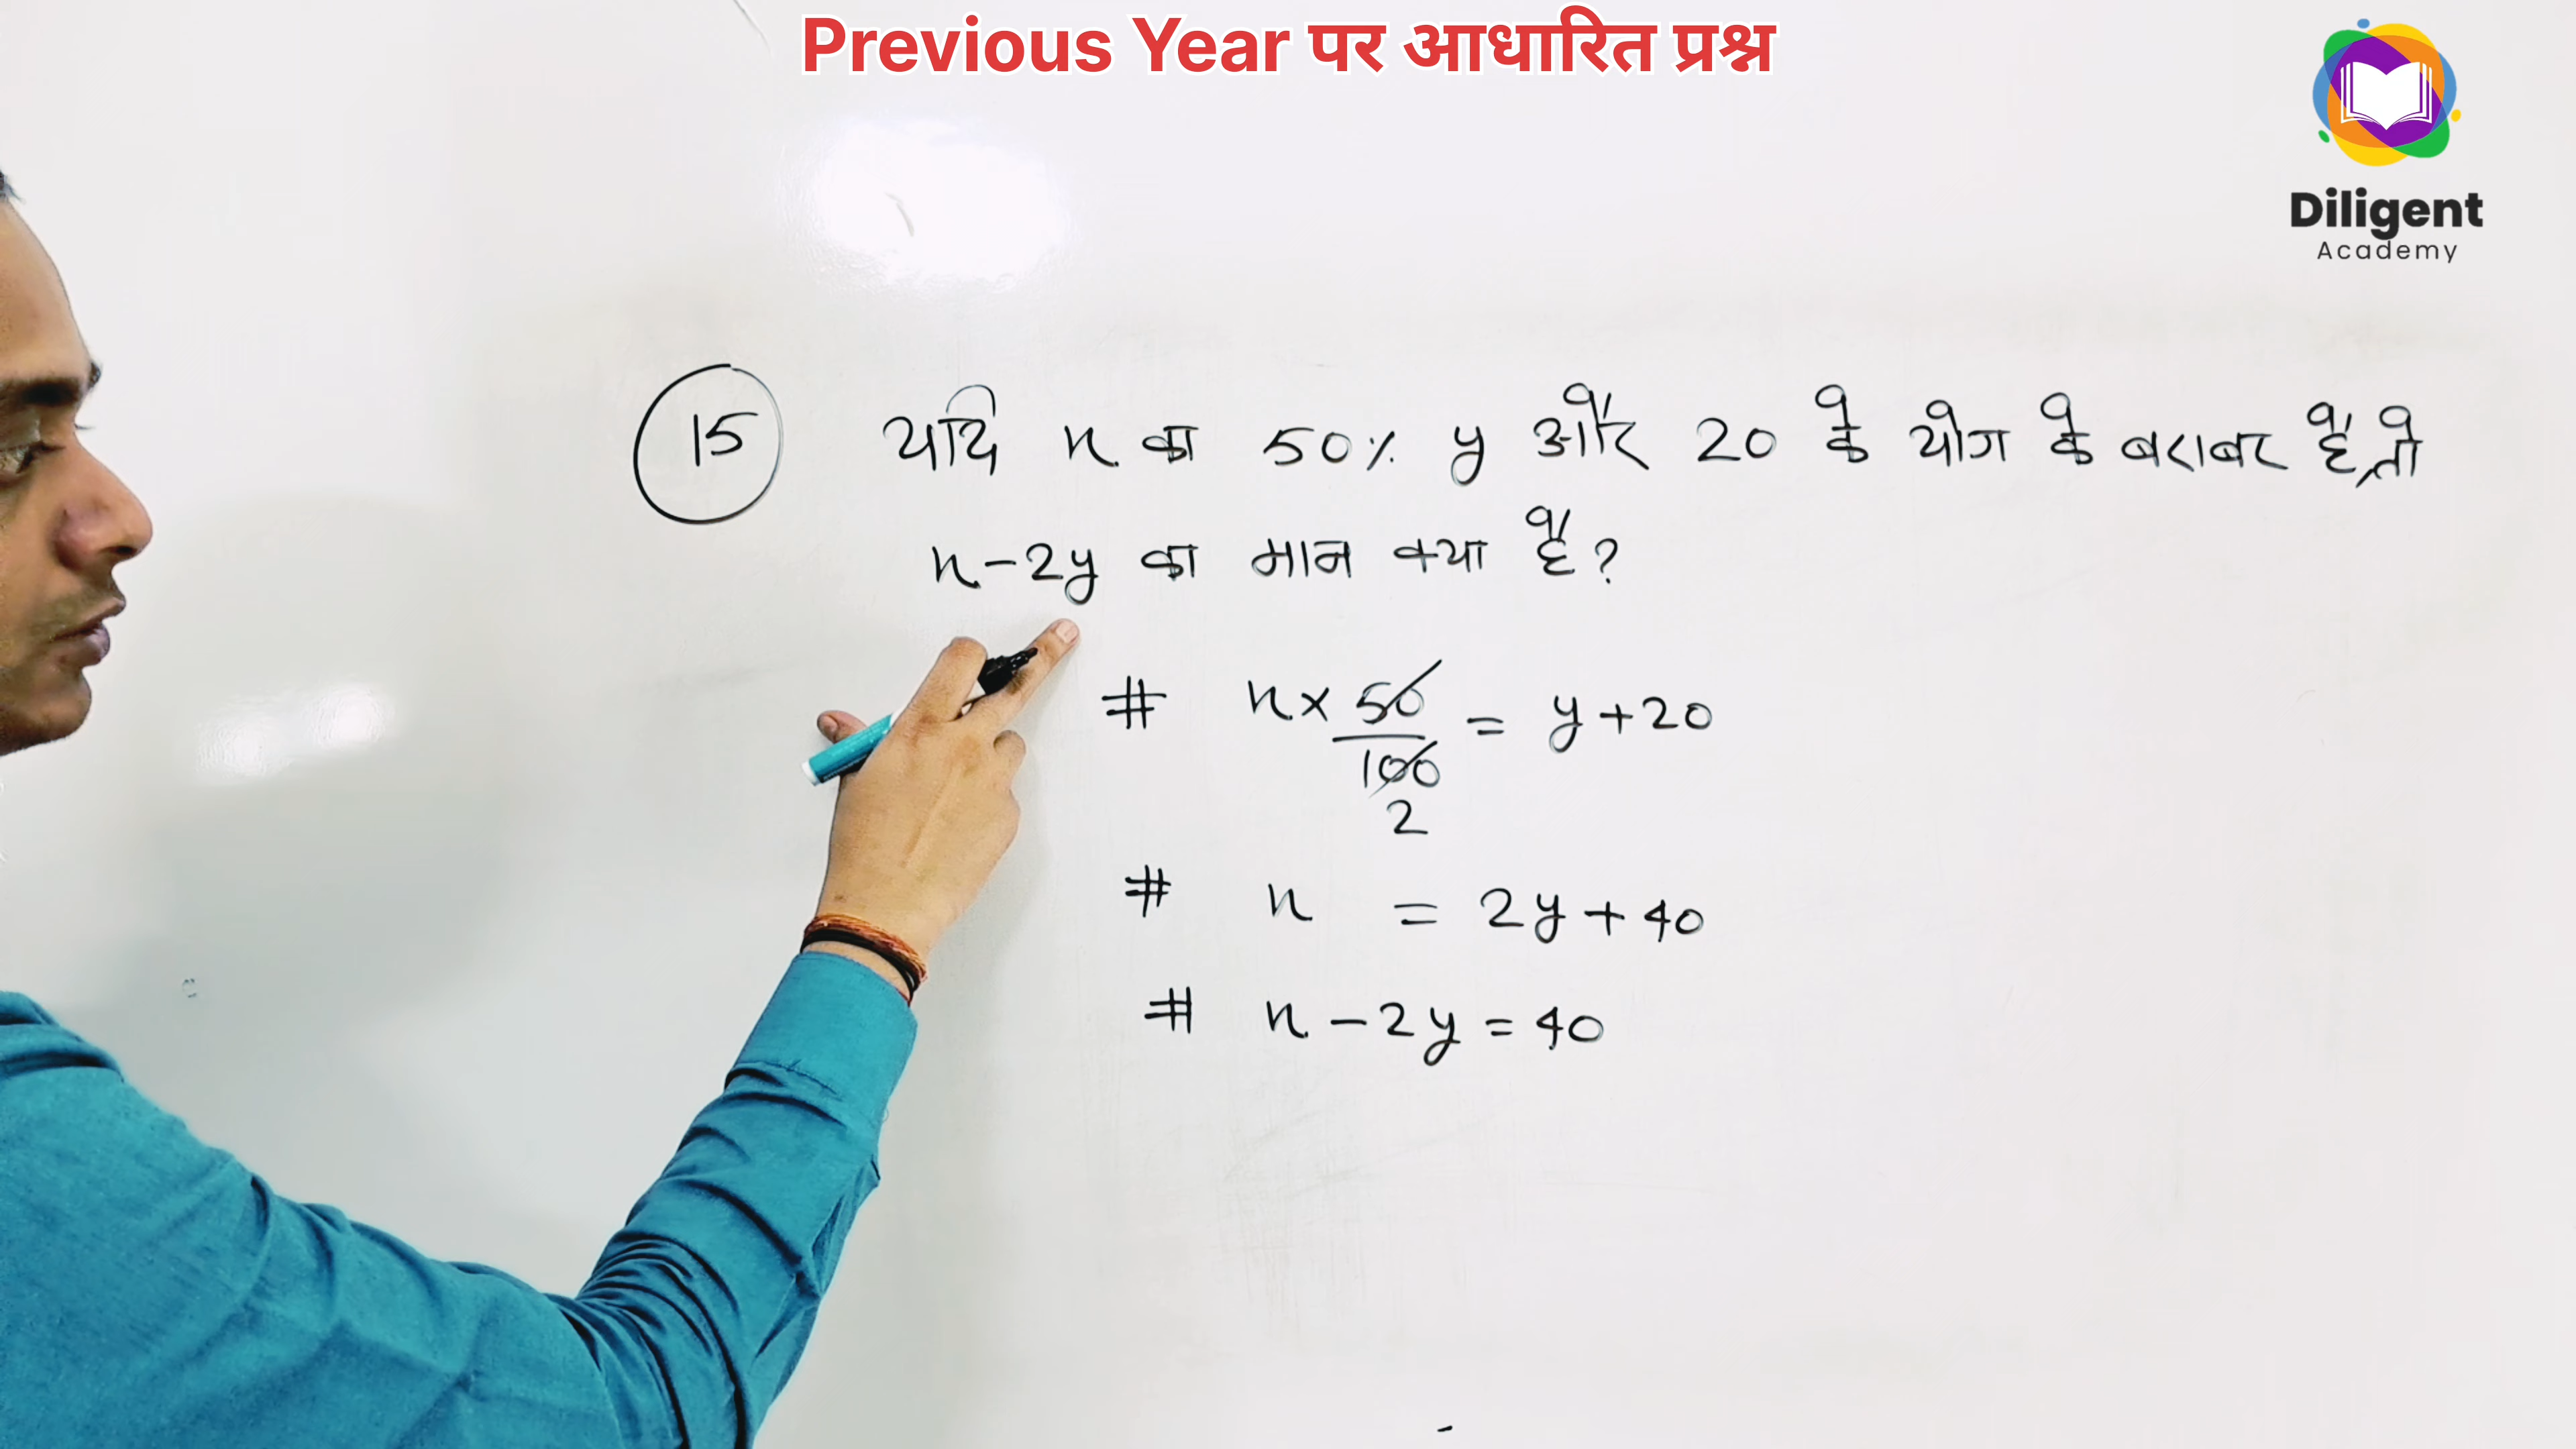 Previous Year पर आधारित प्रश्न
Diligent
Academy
15 यदि x का 50% y और 20 के योग के बराबर है, तो
x - 2y का मान क्या है?
# x × 50/100 = y + 20
2
# x = 2y + 40
# x - 2y = 40